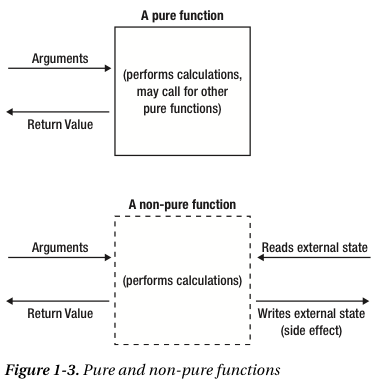 A pure function
Arguments
(performs calculations,
may call for other
pure functions)
Return Value
A non-pure function
Arguments
Reads external state
(performs calculations)
Return Value
Writes external state
(side effect)
Figure 1-3. Pure and non-pure functions